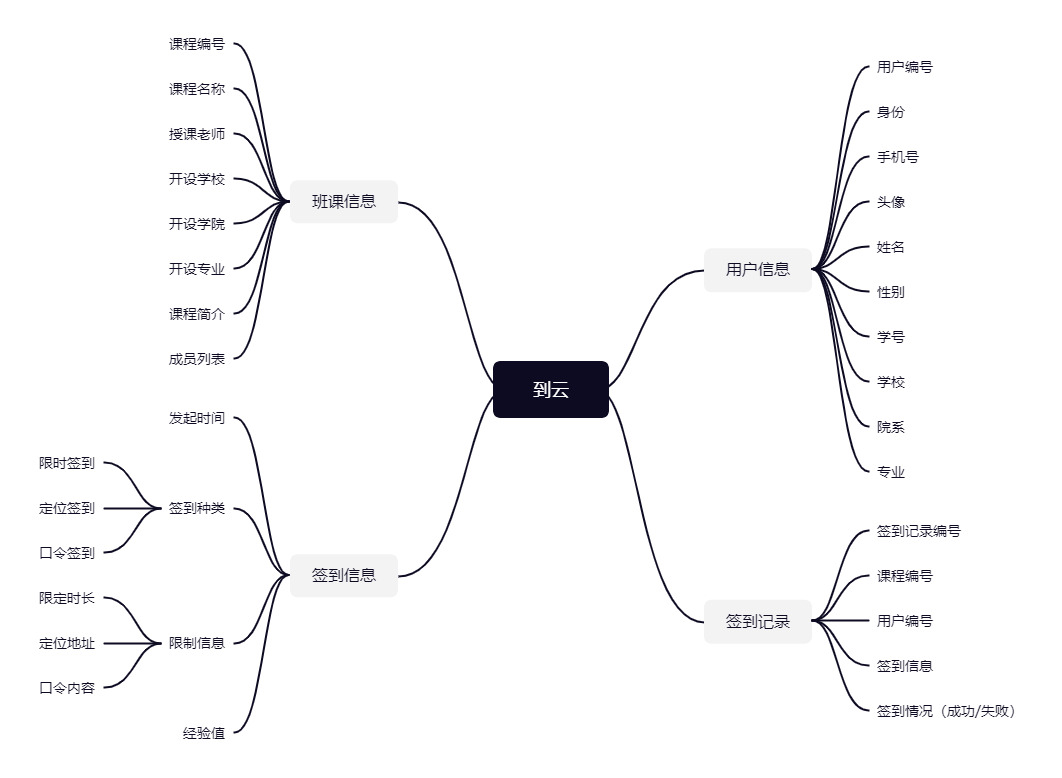 到云
班课信息
课程编号
课程名称
授课老师
开设学校
开设学院
开设专业
课程简介
成员列表
签到信息
发起时间
签到种类
限时签到
定位签到
口令签到
限制信息
限定时长
定位地址
口令内容
经验值
用户信息
用户编号
身份
手机号
头像
姓名
性别
学号
学校
院系
专业
签到记录
签到记录编号
课程编号
用户编号
签到信息
签到情况（成功/失败）